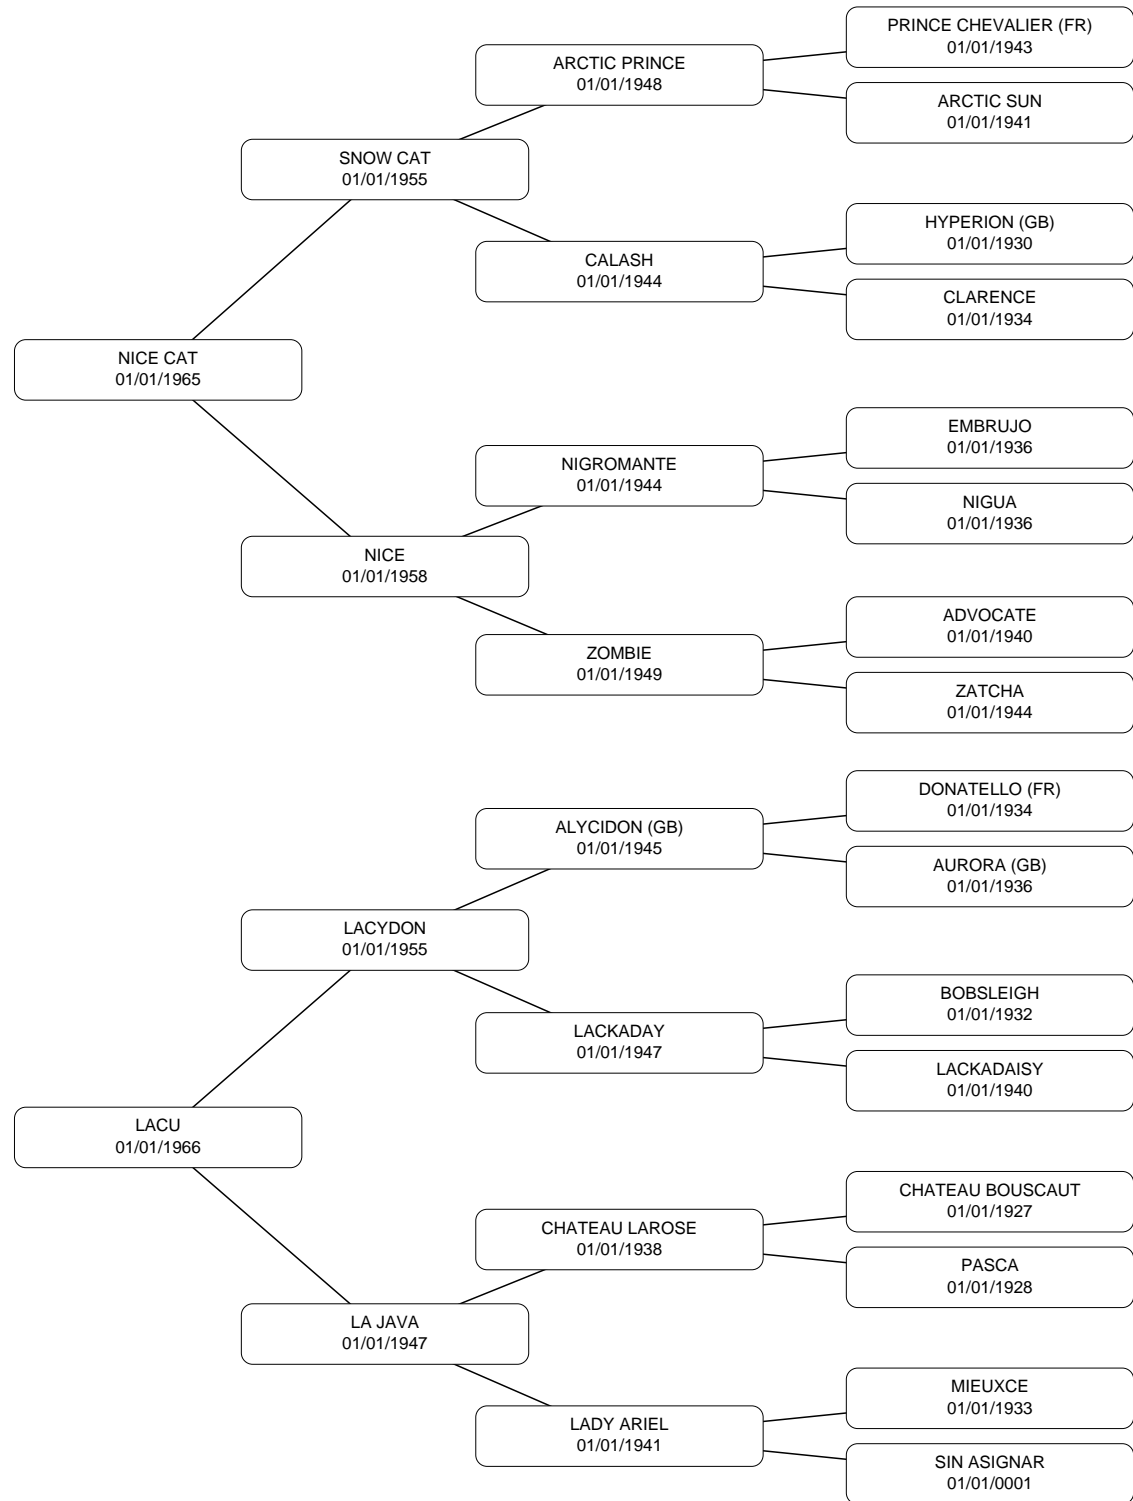 PRINCE CHEVALIER (FR)
01/01/1943
ARCTIC PRINCE
01/01/1948
ARCTIC SUN
01/01/1941
SNOW CAT
01/01/1955
HYPERION (GB)
01/01/1930
CALASH
01/01/1944
CLARENCE
01/01/1934
NICE CAT
01/01/1965
EMBRUJO
01/01/1936
NIGROMANTE
01/01/1944
NIGUA
01/01/1936
NICE
01/01/1958
ADVOCATE
01/01/1940
ZOMBIE
01/01/1949
ZATCHA
01/01/1944
DONATELLO (FR)
01/01/1934
ALYCIDON (GB)
01/01/1945
AURORA (GB)
01/01/1936
LACYDON
01/01/1955
BOBSLEIGH
01/01/1932
LACKADAY
01/01/1947
LACKADAISY
01/01/1940
LACU
01/01/1966
CHATEAU BOUSCAUT
01/01/1927
CHATEAU LAROSE
01/01/1938
PASCA
01/01/1928
LA JAVA
01/01/1947
MIEUXCE
01/01/1933
LADY ARIEL
01/01/1941
SIN ASIGNAR
01/01/0001